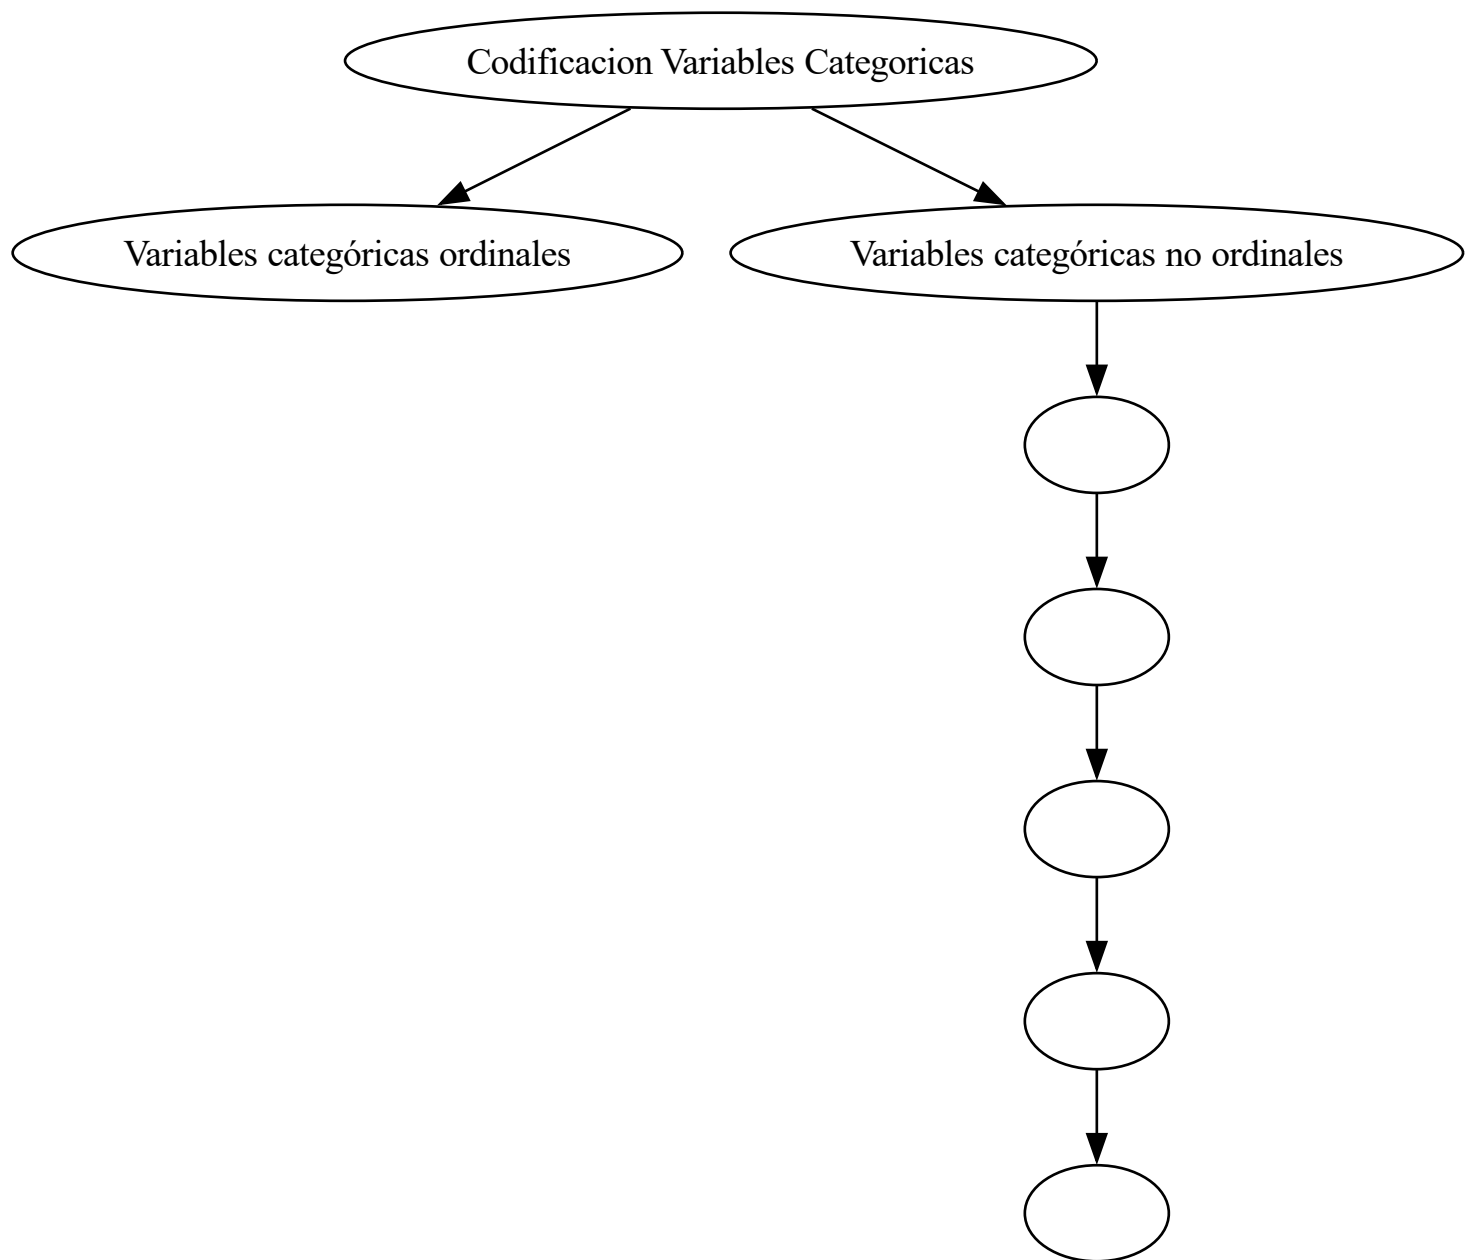 Codificacion Variables Categoricas
Variables categóricas ordinales
Variables categóricas no ordinales